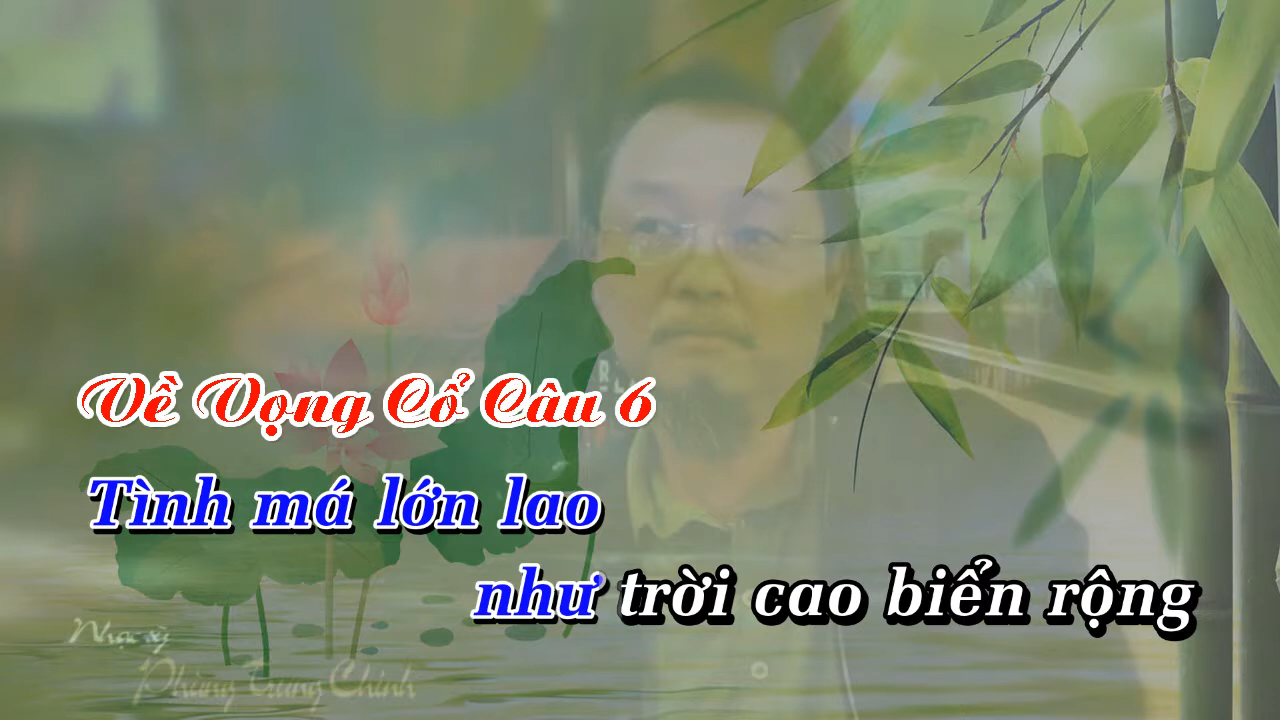 Về Vọng Cổ Câu 6
Tình má lớn lao
như trời cao biển rộng
Nhạc sỹ
Phùng Trung Chính